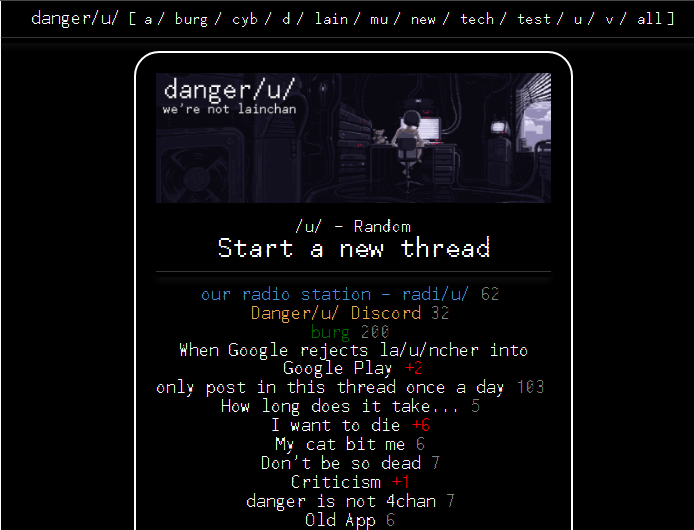 danger/u/ [ a / burg / cyb / d / lain / mu / new / tech / test / u / v / all ]
danger/u/
we're not lainchan
/u/ - Random
Start a new thread
our radio station - radi/u/ 62
Danger/u/ Discord 32
burg 200
When Google rejects la/u/ncher into
Google Play +2
only post in this thread once a day 103
How long does it take... 5
I want to die +6
My cat bit me 6
Don't be so dead 7
Criticism +1
danger is not 4chan 7
Old App 6